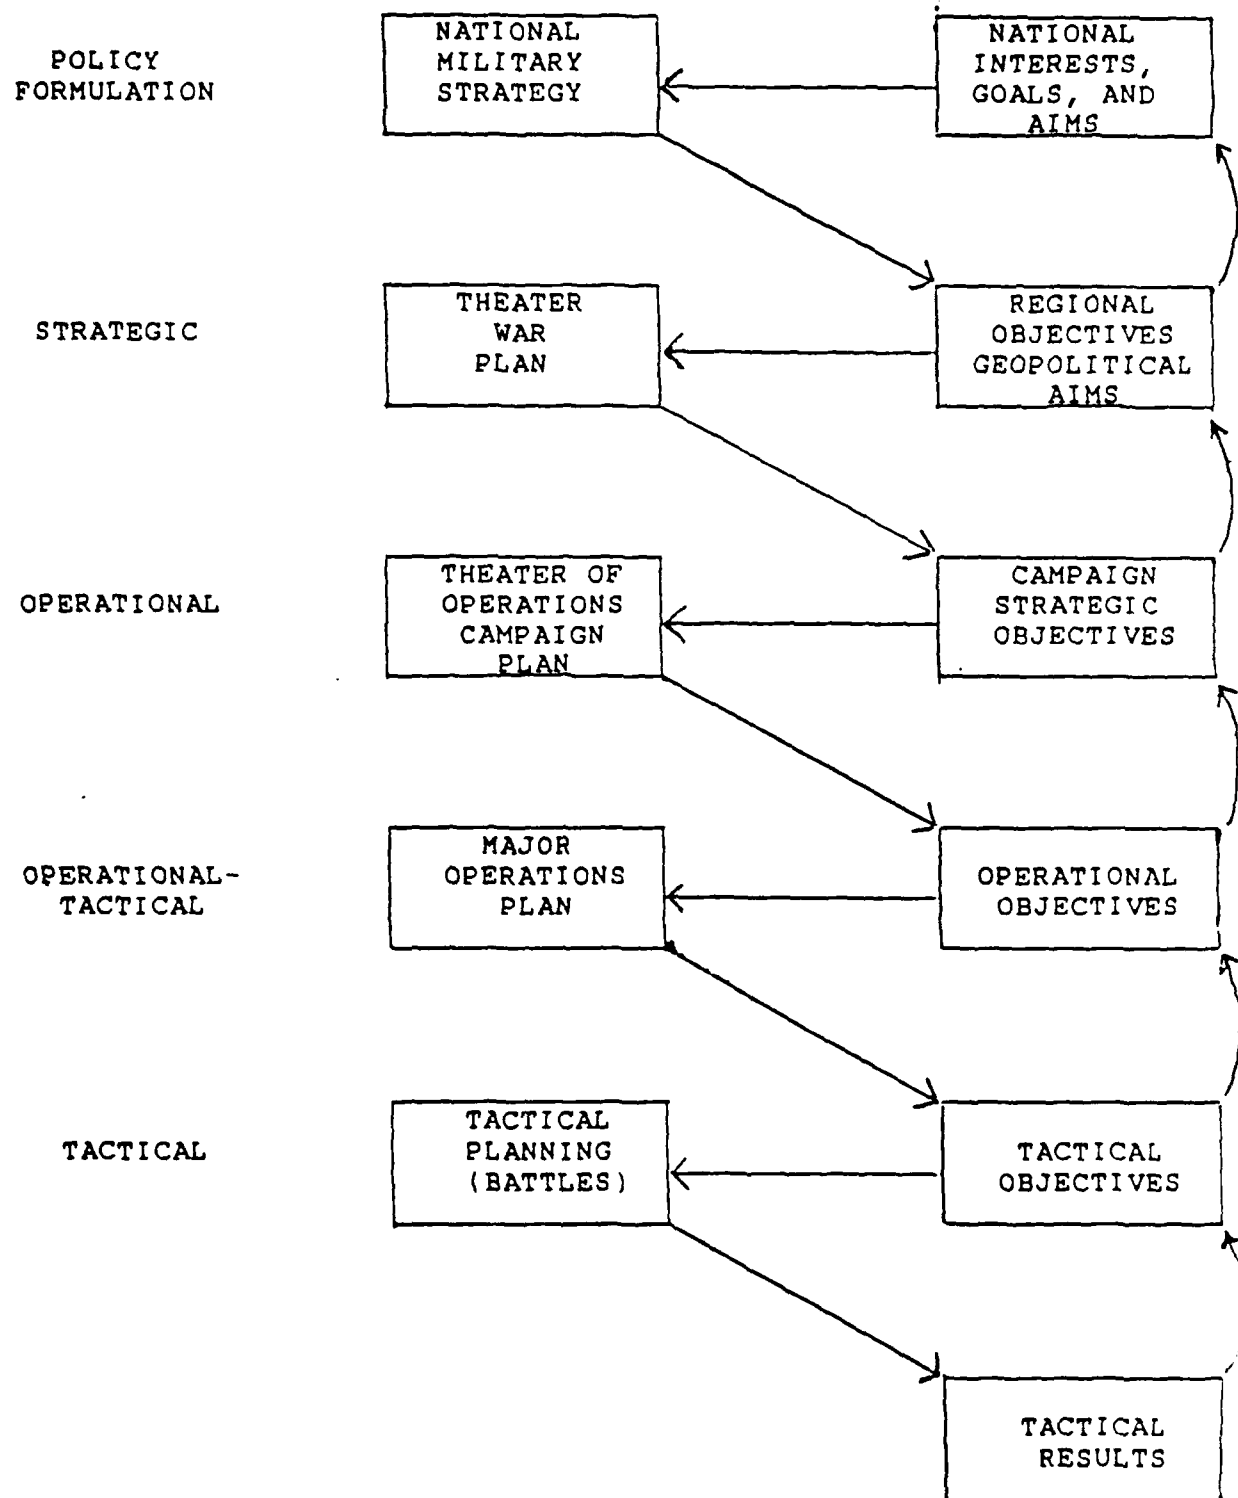 POLICY
FORMULATION
NATIONAL
MILITARY
STRATEGY
NATIONAL
INTERESTS,
GOALS, AND
AIMS
STRATEGIC
THEATER
WAR
PLAN
REGIONAL
OBJECTIVES
GEOPOLITICAL
AIMS
OPERATIONAL
THEATER OF
OPERATIONS
CAMPAIGN
PLAN
CAMPAIGN
STRATEGIC
OBJECTIVES
OPERATIONAL-
TACTICAL
MAJOR
OPERATIONS
PLAN
OPERATIONAL
OBJECTIVES
TACTICAL
TACTICAL
PLANNING
(BATTLES)
TACTICAL
OBJECTIVES
TACTICAL
RESULTS